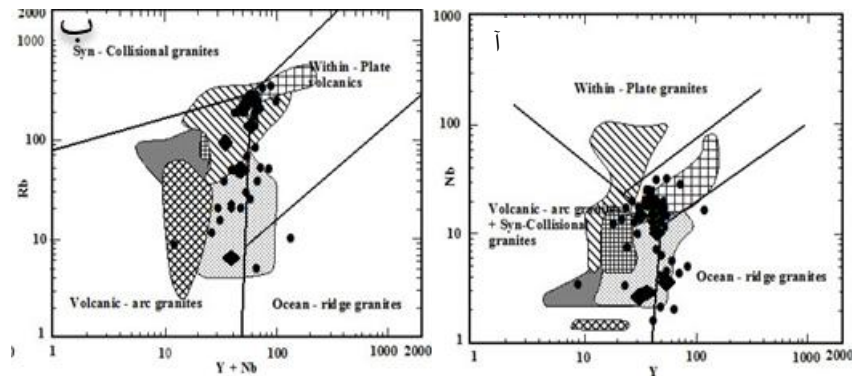 ب
Syn - Collisional granites
Within - Plate
volcanics
Volcanic - arc granites
Ocean - ridge granites
Rb
1000
100
10
1
1
10
100
1000 2000
Y + Nb
آ
Within - Plate granites
Volcanic - arc granites
+ Syn-Collisional
granites
Ocean - ridge granites
Nb
1000
100
10
1
1
10
100
1000 2000
Y